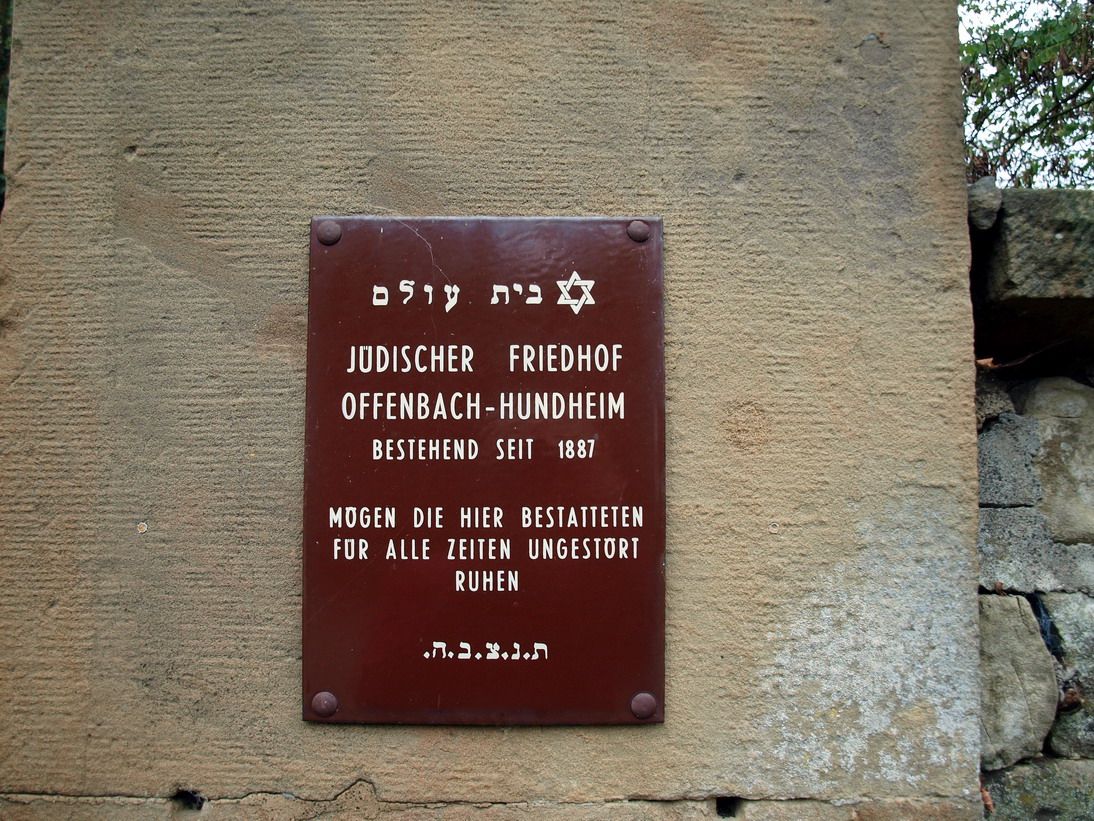 בית עולם
JÜDISCHER FRIEDHOF
OFFENBACH-HUNDHEIM
BESTEHEND SEIT 1887
MÖGEN DIE HIER BESTATTETEN
FÜR ALLE ZEITEN UNGESTÖRT
RUHEN
ת.נ.צ.ב.ה.